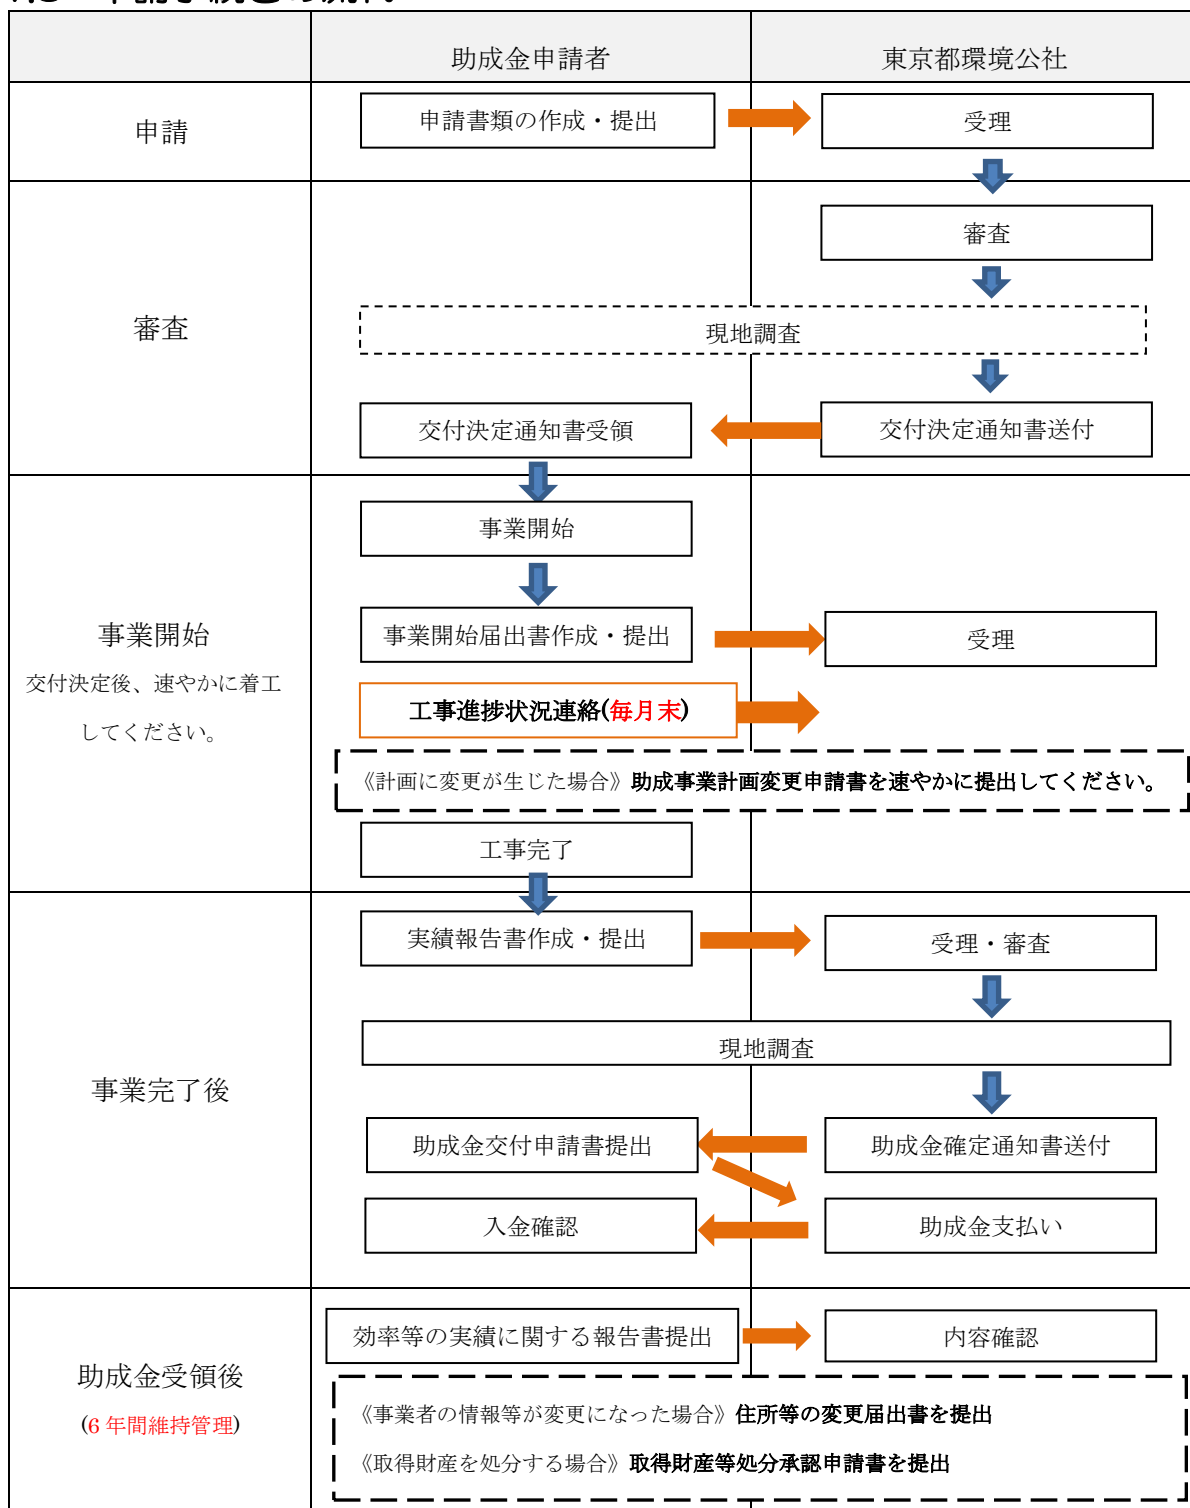 助成金申請者 東京都環境公社
申請 申請書類の作成・提出 受理
審査
審査
現地調査
交付決定通知書受領 交付決定通知書送付
事業開始
事業開始
交付決定後、速やかに着工
してください。
事業開始届出書作成・提出 受理
工事進捗状況連絡(毎月末)
《計画に変更が生じた場合》助成事業計画変更申請書を速やかに提出してください。
工事完了
事業完了後
実績報告書作成・提出 受理・審査
現地調査
助成金交付申請書提出 助成金確定通知書送付
入金確認 助成金支払い
助成金受領後
(6 年間維持管理)
効率等の実績に関する報告書提出 内容確認
《事業者の情報等が変更になった場合》住所等の変更届出書を提出
《取得財産を処分する場合》取得財産等処分承認申請書を提出